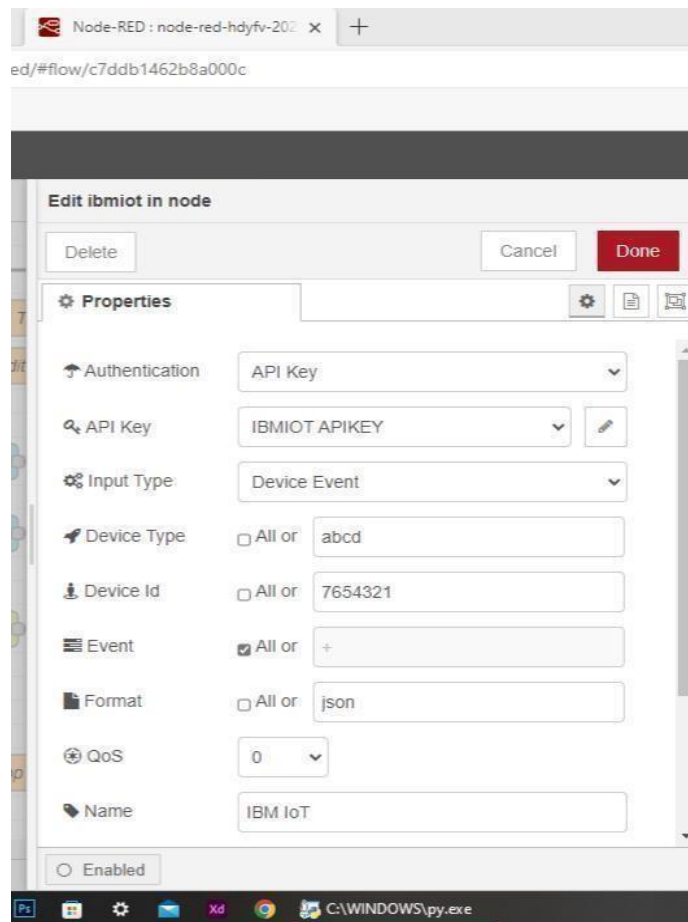 Node-RED : node-red-hdyfv-202
ed/#flow/c7ddb1462b8a000c
Edit ibmiot in node
Delete
Cancel
Done
Properties
Authentication
API Key
API Key
IBMIOT APIKEY
Input Type
Device Event
Device Type
All or
abcd
Device Id
All or
7654321
Event
All or
+
Format
All or
json
QoS
0
Name
IBM IoT
Enabled
Ps
Xd
C:\WINDOWS\py.exe